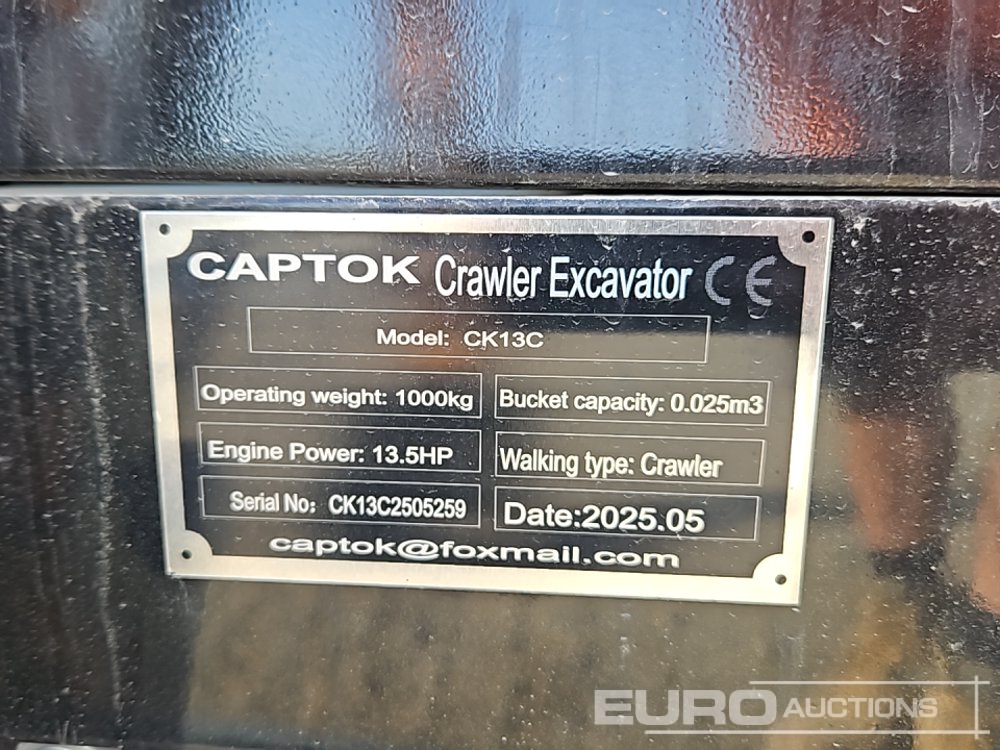 CAPTOK Crawler Excavator CE
Model: CK13C
Operating weight: 1000kg
Bucket capacity: 0.025m3
Engine Power: 13.5HP
Walking type: Crawler
Serial No: CK13C2505259
Date:2025.05
captok@foxmail.com
EURO AUCTIONS